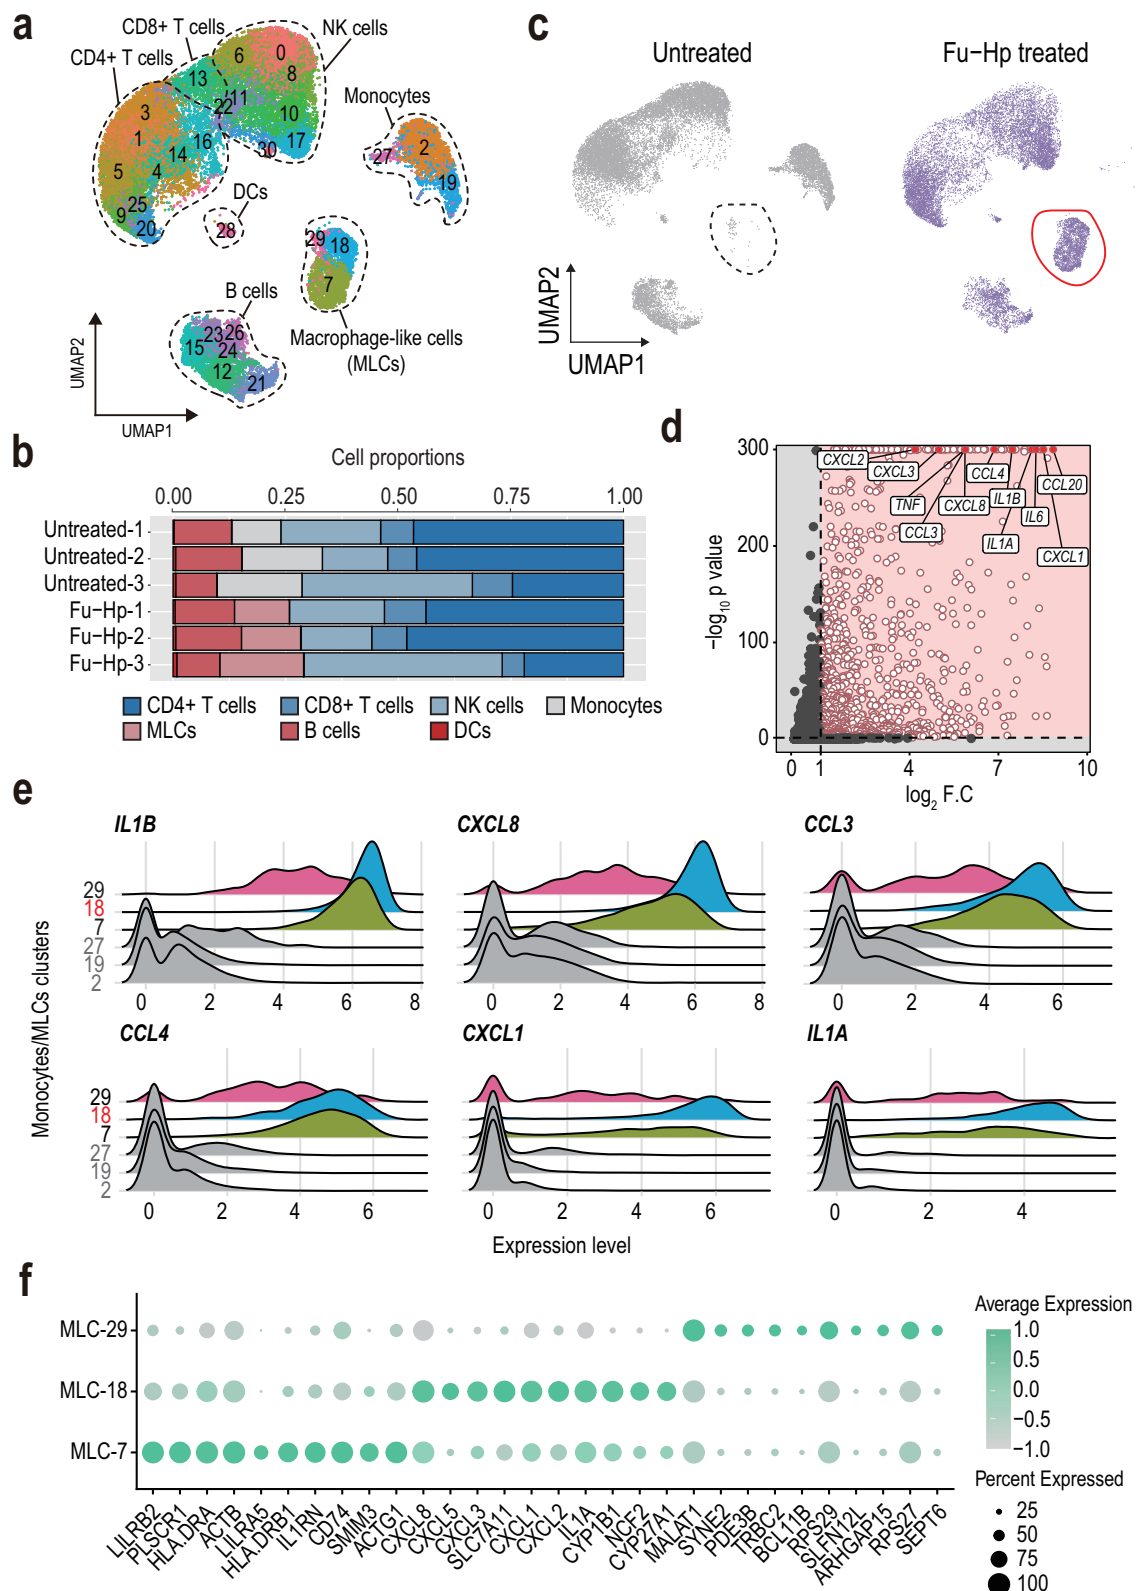 a
CD8+ T cells
NK cells
CD4+ T cells
Monocytes
6
0
13
8
3
11
22
10
1
16
17
30
14
2
27
5
4
19
25
DCs
9
20
28
29
18
7
B cells
23
26
15
24
12
21
Macrophage-like cells
(MLCs)
UMAP2
UMAP1
c
Untreated
Fu-Hp treated
UMAP2
UMAP1
b
Cell proportions
0.00 0.25 0.50 0.75 1.00
Untreated-1
Untreated-2
Untreated-3
Fu-Hp-1
Fu-Hp-2
Fu-Hp-3
CD4+ T cells CD8+ T cells NK cells Monocytes
MLCs B cells DCs
d
−log10 p value
300
200
100
0
CXCL2
CXCL3
TNF
CCL3
CXCL8
CCL4
IL1B
IL1A
IL6
CCL20
CXCL1
0 1 4 7 10
log2 F.C
e
Monocytes/MLCs clusters
IL1B
CXCL8
CCL3
29
18
7
27
19
2
0 2 4 6 8
0 2 4 6 8
0 2 4 6
CCL4
CXCL1
IL1A
29
18
7
27
19
2
0 2 4 6
0 2 4 6
0 2 4
Expression level
f
MLC-29
MLC-18
MLC-7
LILRB2
PLSCR1
HLA.DRA
ACTB
LILRA5
HLA.DRB1
IL1RN
CD74
SMIM3
ACTG1
CXCL8
CXCL5
CXCL3
SLC7A11
CXCL1
CXCL2
IL1A
CYP1B1
NCF2
CYP27A1
MALAT1
SYNE2
PDE3B
TRBC2
BCL11B
RPS29
SLFN12L
ARHGAP15
RPS27
SEPT6
Average Expression
1.0
0.5
0.0
−0.5
−1.0
Percent Expressed
25
50
75
100